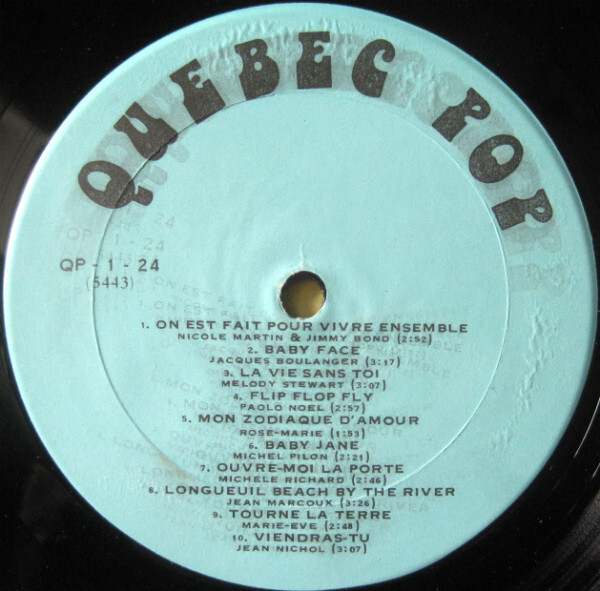 QUEBEC POP
QP - 1 - 24
(5443)
1. ON EST FAIT POUR VIVRE ENSEMBLE
NICOLE MARTIN & JIMMY BOND (2:52)
2. BABY FACE
JACQUES BOULANGER (3:17)
3. LA VIE SANS TOI
MELODY STEWART (3:07)
4. FLIP FLOP FLY
PAOLO NOEL (2:57)
5. MON ZODIAQUE D'AMOUR
ROSE-MARIE (1:53)
6. BABY JANE
MICHEL PILON (2:21)
7. OUVRE-MOI LA PORTE
MICHELE RICHARD (2:46)
8. LONGUEUIL BEACH BY THE RIVER
JEAN MARCOUX (3:26)
9. TOURNE LA TERRE
MARIE-EVE (2:48)
10. VIENDRAS-TU
JEAN NICHOL (3:07)